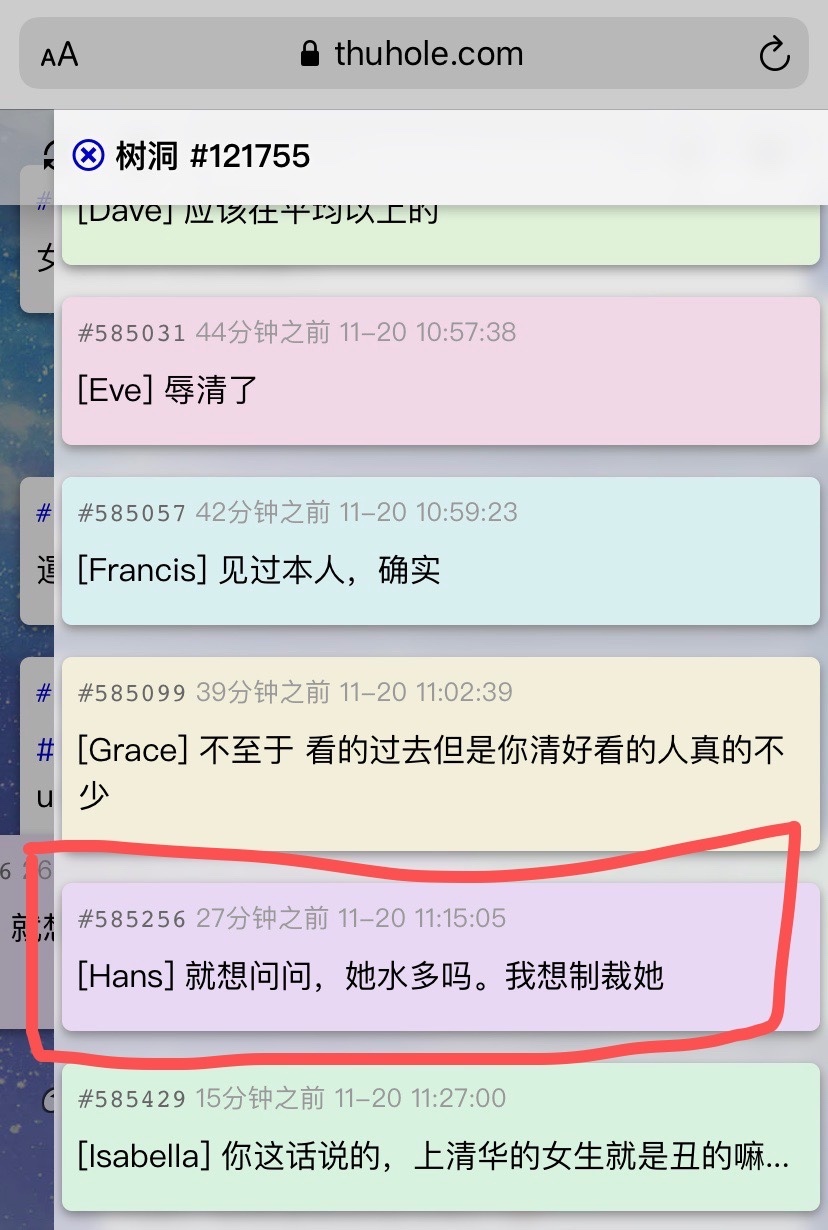 AA thuhole.com
树洞 #121755
[Dave] 应该在平均以上的
#585031 44分钟之前 11-20 10:57:38
[Eve] 辱清了
#585057 42分钟之前 11-20 10:59:23
[Francis] 见过本人，确实
#585099 39分钟之前 11-20 11:02:39
[Grace] 不至于 看的过去但是你清好看的人真的不
少
#585256 27分钟之前 11-20 11:15:05
[Hans] 就想问问，她水多吗。我想制裁她
#585429 15分钟之前 11-20 11:27:00
[Isabella] 你这话说的，上清华的女生就是丑的嘛...